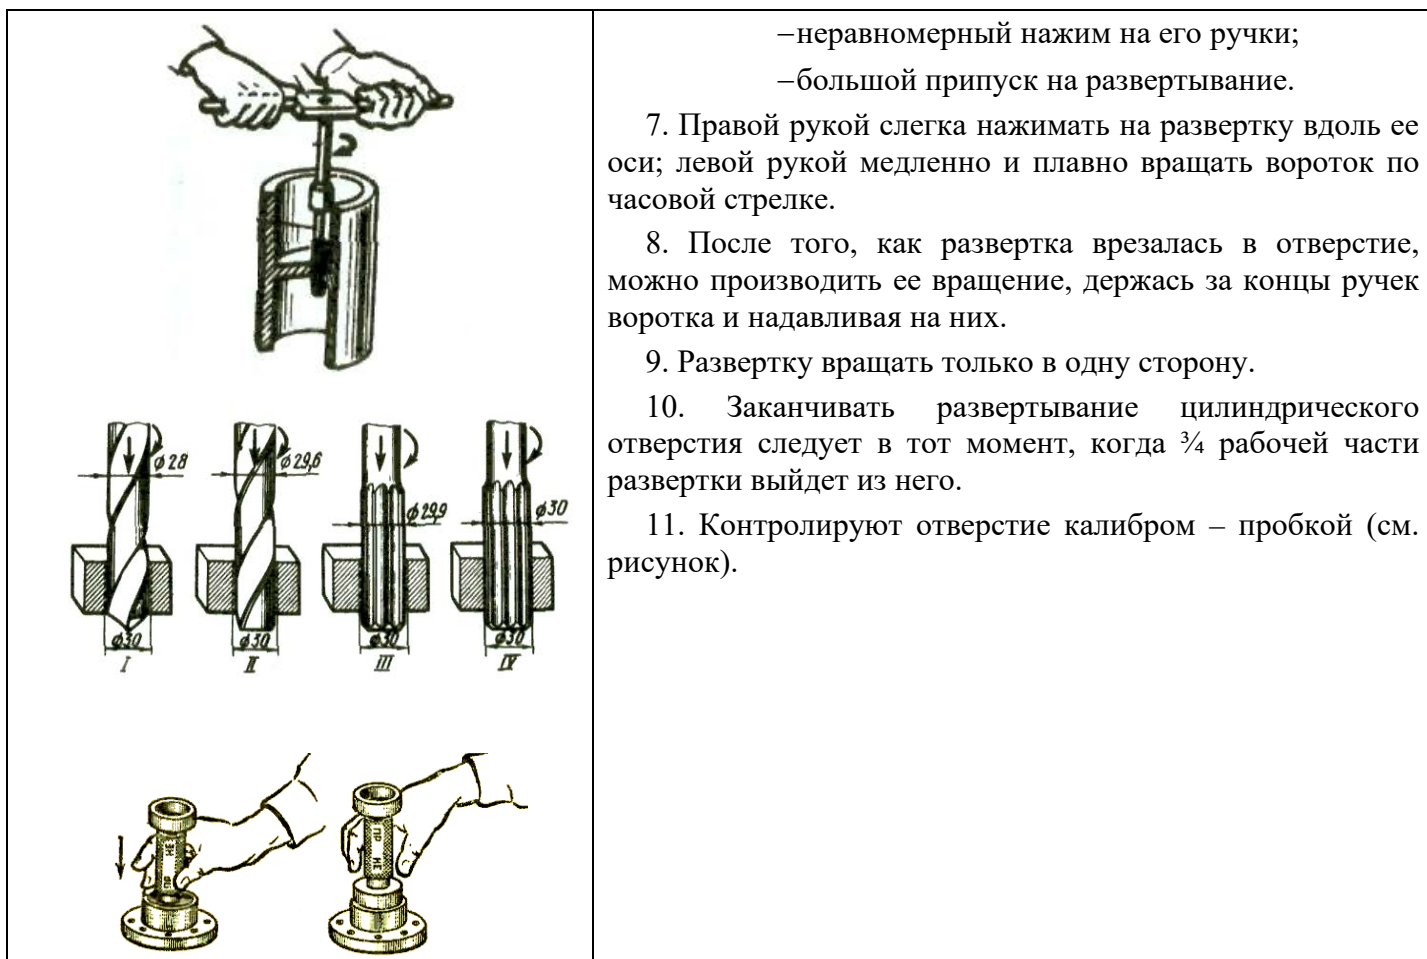 –неравномерный нажим на его ручки;
–большой припуск на развертывание.
7. Правой рукой слегка нажимать на развертку вдоль ее
оси; левой рукой медленно и плавно вращать вороток по
часовой стрелке.
8. После того, как развертка врезалась в отверстие,
можно производить ее вращение, держась за концы ручек
воротка и надавливая на них.
9. Развертку вращать только в одну сторону.
10. Заканчивать развертывание цилиндрического
отверстия следует в тот момент, когда ¾ рабочей части
развертки выйдет из него.
11. Контролируют отверстие калибром – пробкой (см.
рисунок).
ϕ28 ϕ29,6 ϕ29,9 ϕ30
ϕ30 ϕ30 ϕ30 ϕ30
I II III IV
ПР НЕ
ПР НЕ